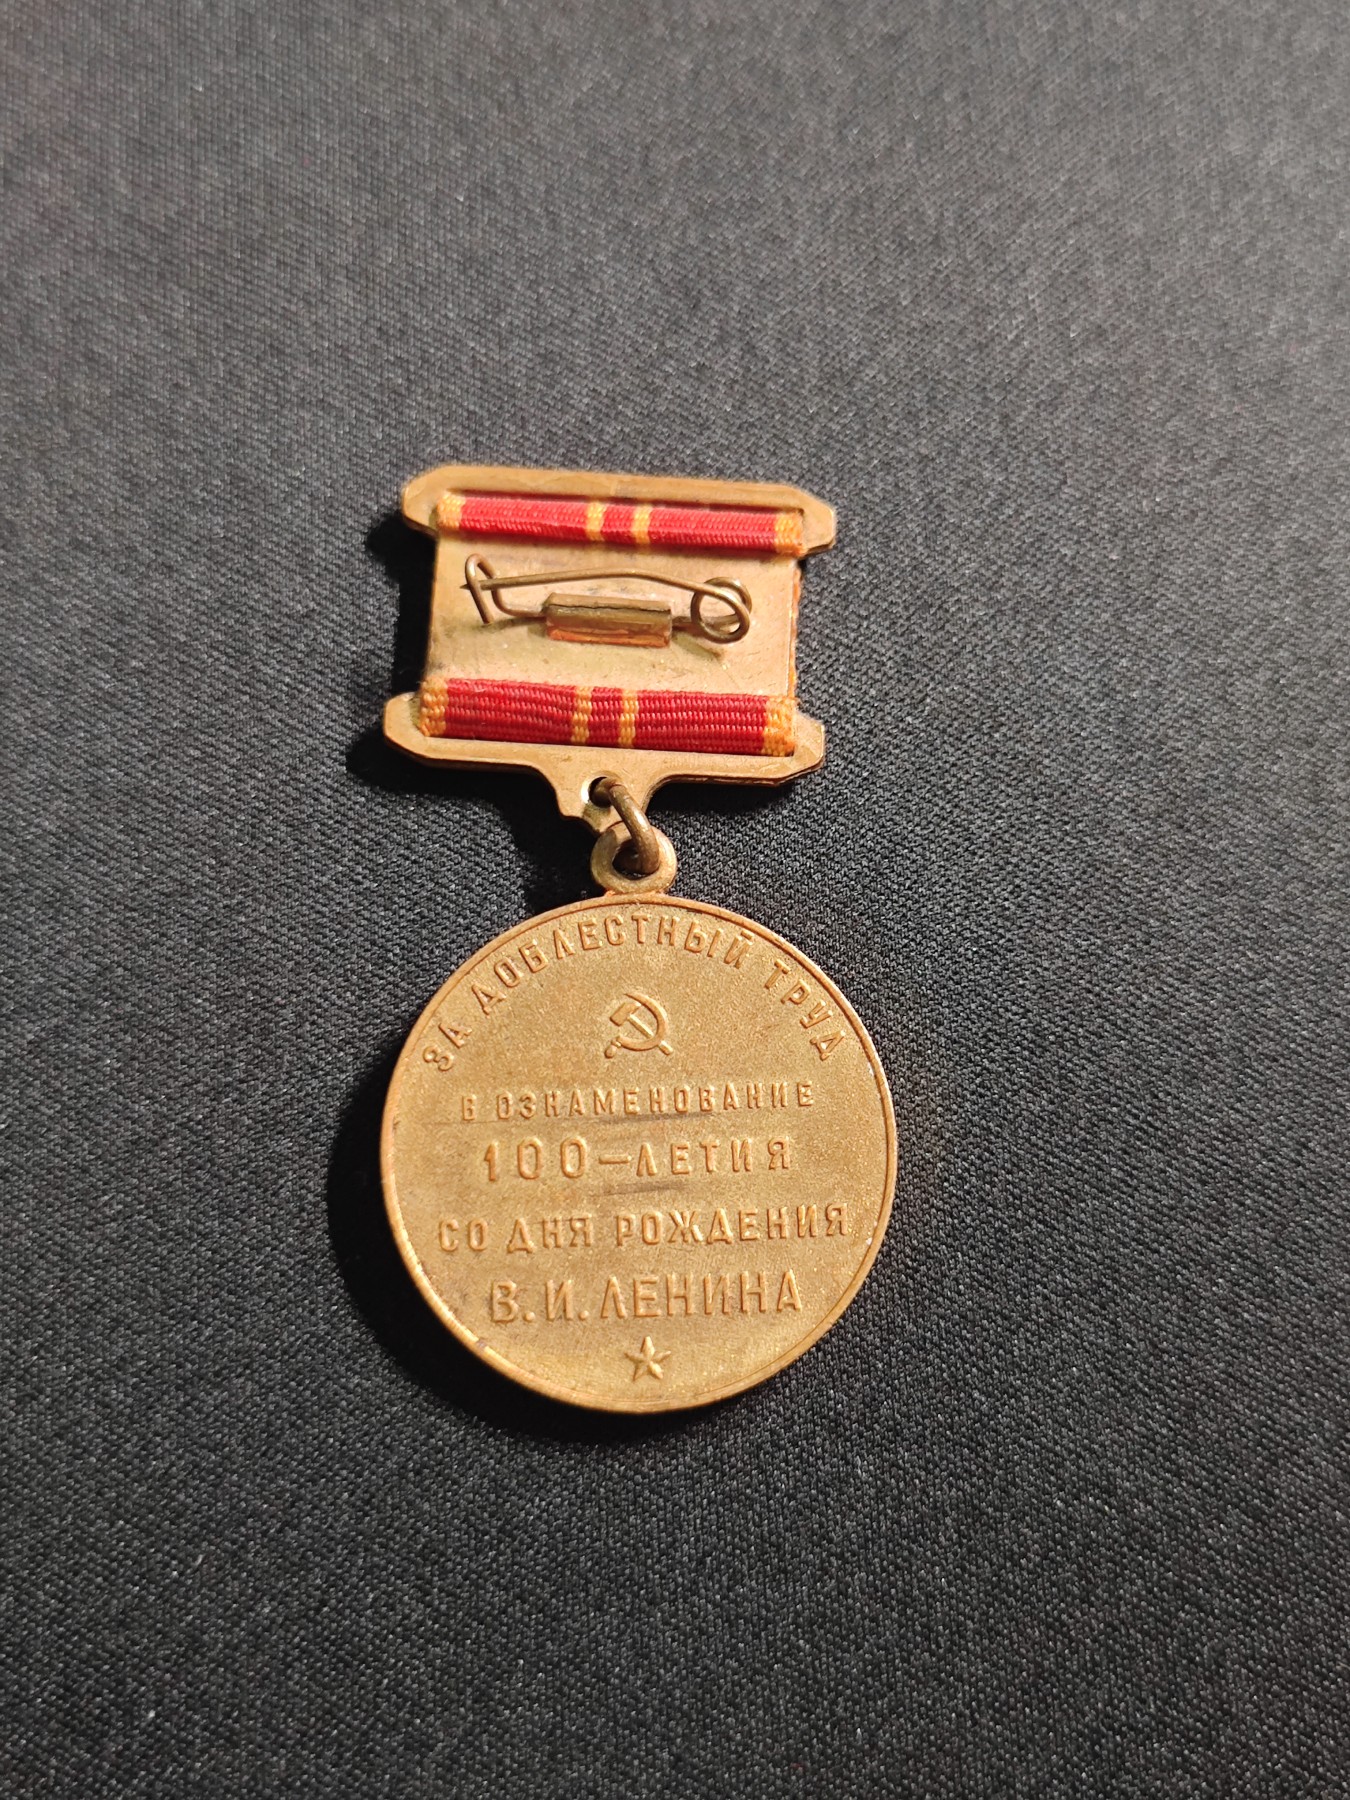 ЗА ДОБЛЕСТНЫЙ ТРУД
В ОЗНАМЕНОВАНИЕ
100–ЛЕТИЯ
СО ДНЯ РОЖДЕНИЯ
В. И. ЛЕНИНА